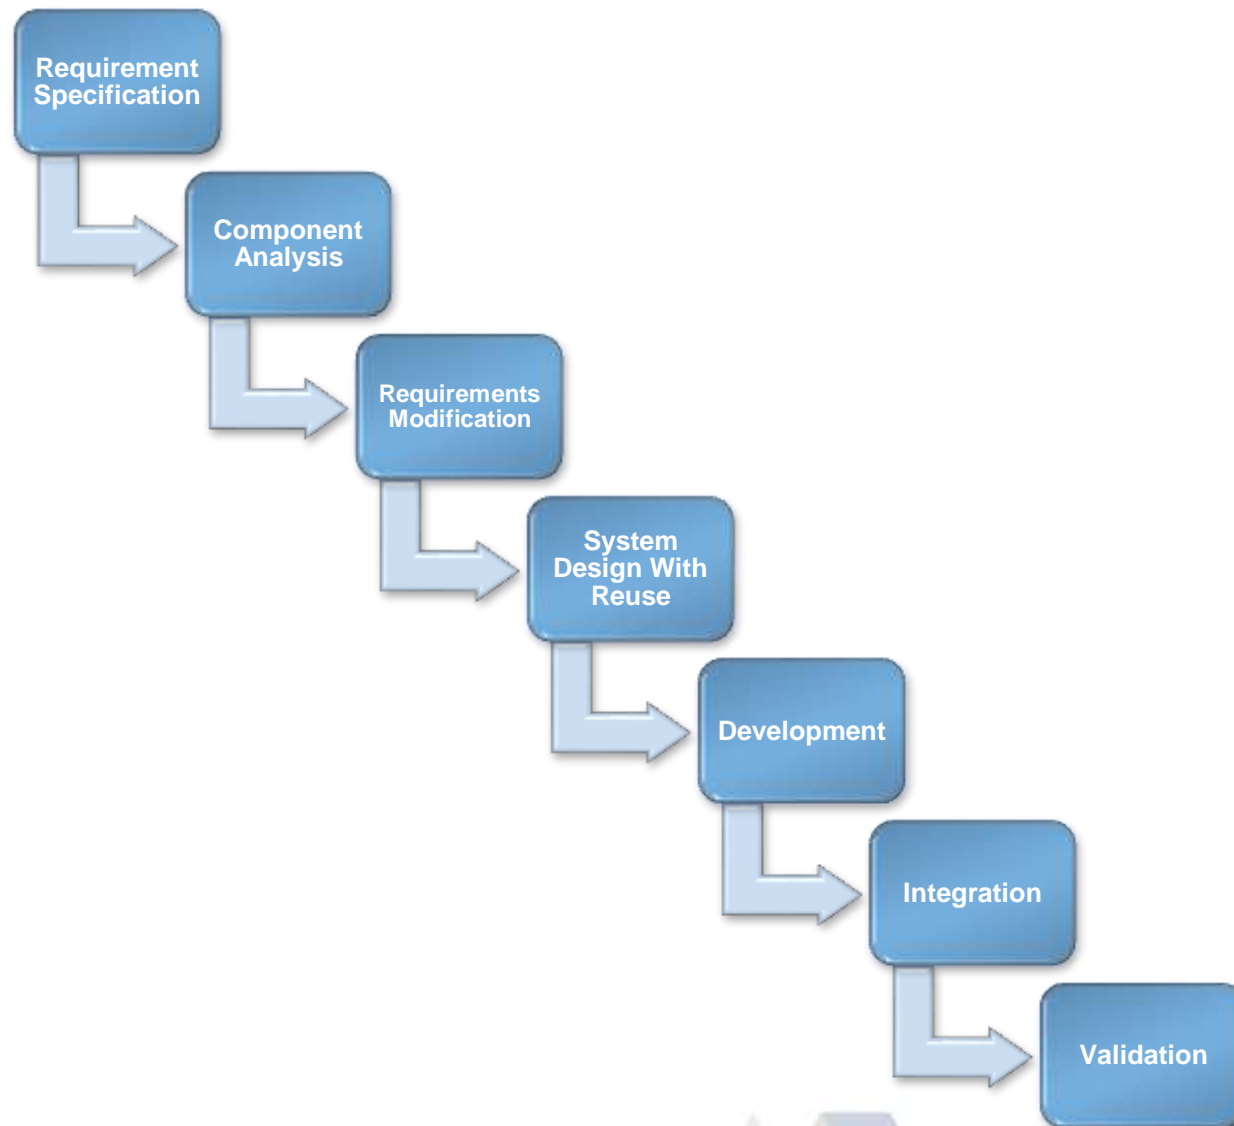 Requirement
Specification
Component
Analysis
Requirements
Modification
System
Design With
Reuse
Development
Integration
Validation